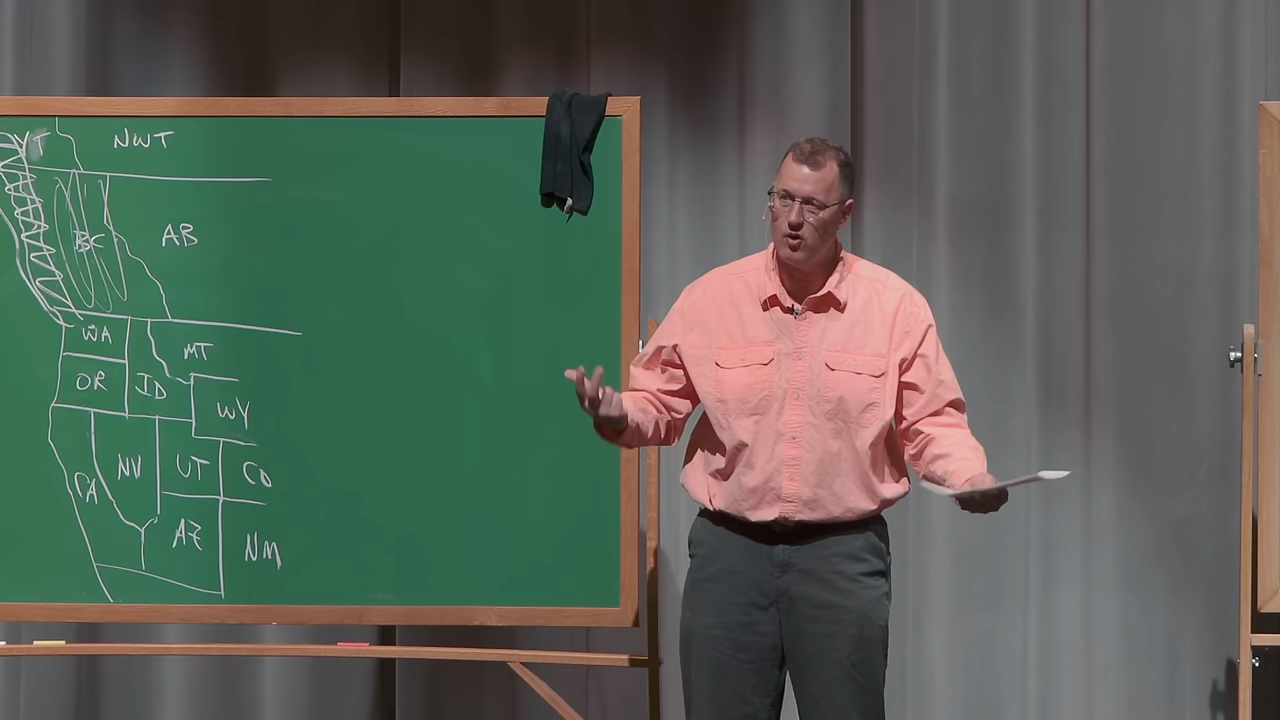 YT NWT
BC AB
WA MT
OR ID WY
CA NV UT CO
AZ NM